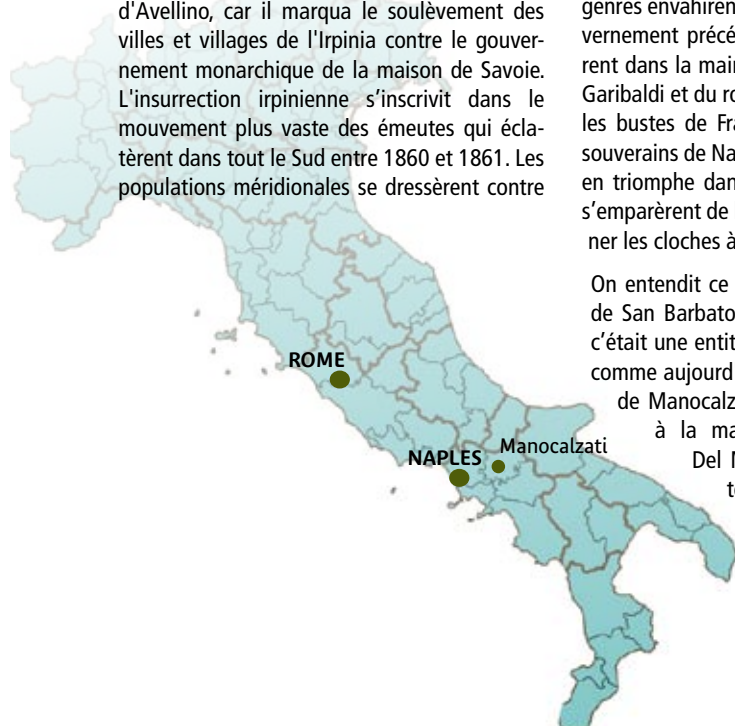 d'Avellino, car il marqua le soulèvement des
villes et villages de l'Irpinia contre le gouver-
nement monarchique de la maison de Savoie.
L'insurrection irpinienne s’inscrivit dans le
mouvement plus vaste des émeutes qui écla-
tèrent dans tout le Sud entre 1860 et 1861. Les
populations méridionales se dressèrent contre
genres envahiren
vernement précé
rent dans la mair
Garibaldi et du ro
les bustes de Fra
souverains de Na
en triomphe dan
s’emparèrent de
ner les cloches à
On entendit ce
de San Barbato
c’était une entit
comme aujourd
de Manocalz
à la ma
Del M
ROME
NAPLES
Manocalzati